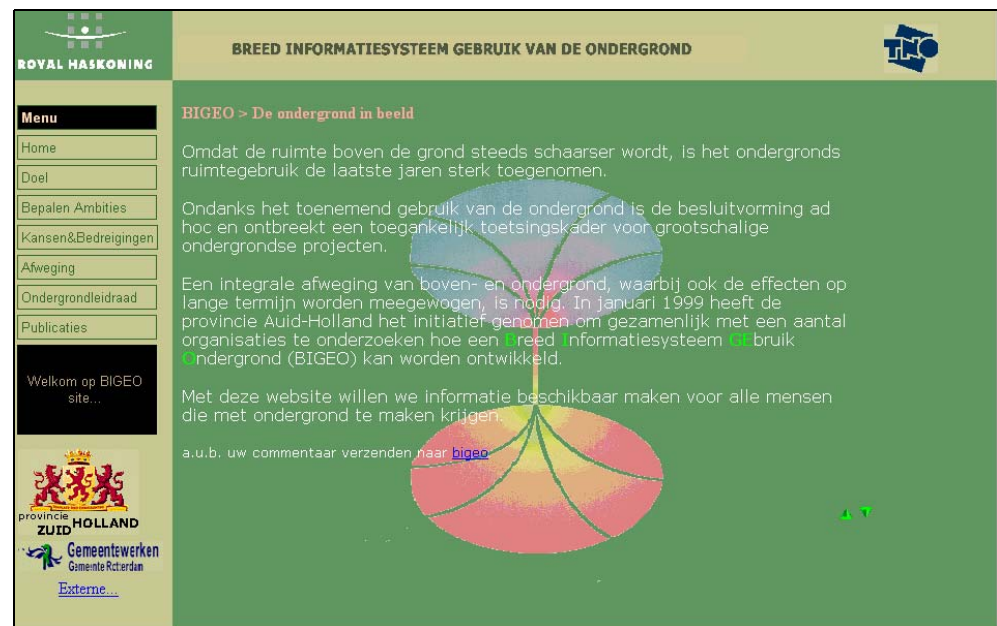 ROYAL HASKONING
BREED INFORMATIESYSTEEM GEBRUIK VAN DE ONDERGROND
TNO
Menu
Home
Doel
Bepalen Ambities
Kansen&Bedreigingen
Afweging
Ondergrondleidraad
Publicaties
Welkom op BIGEO
site...
provincie
ZUID HOLLAND
Gemeentewerken
Gemeente Rotterdam
Externe...
BIGEO > De ondergrond in beeld
Omdat de ruimte boven de grond steeds schaarser wordt, is het ondergronds
ruimtegebruik de laatste jaren sterk toegenomen.
Ondanks het toenemend gebruik van de ondergrond is de besluitvorming ad
hoc en ontbreekt een toegankelijk toetsingskader voor grootschalige
ondergrondse projecten.
Een integrale afweging van boven- en ondergrond, waarbij ook de effecten op
lange termijn worden meegewogen, is nodig. In januari 1999 heeft de
provincie Auid-Holland het initiatief genomen om gezamenlijk met een aantal
organisaties te onderzoeken hoe een Breed Informatiesysteem GEbruik
Ondergrond (BIGEO) kan worden ontwikkeld.
Met deze website willen we informatie beschikbaar maken voor alle mensen
die met ondergrond te maken krijgen.
a.u.b. uw commentaar verzenden naar bigeo